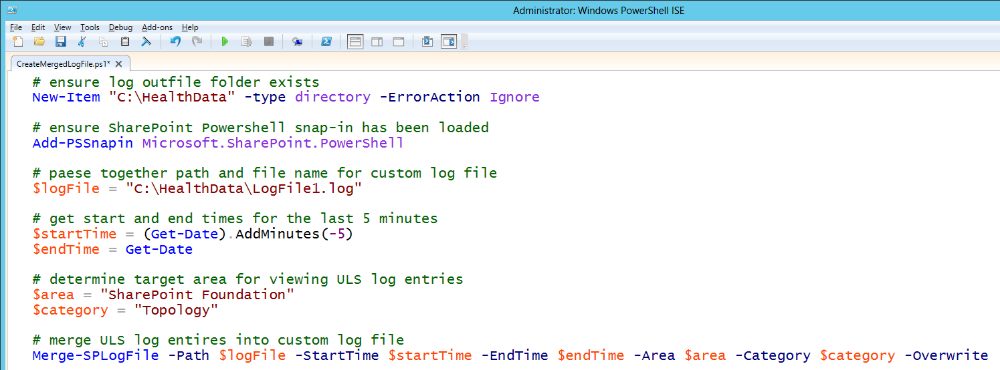 Administrator: Windows PowerShell ISE
File Edit View Tools Debug Add-ons Help
CreateMergedLogFile.ps1*
# ensure log outfile folder exists
New-Item "C:\HealthData" -type directory -ErrorAction Ignore
# ensure SharePoint Powershell snap-in has been loaded
Add-PSSnapin Microsoft.SharePoint.PowerShell
# paese together path and file name for custom log file
$logFile = "C:\HealthData\LogFile1.log"
# get start and end times for the last 5 minutes
$startTime = (Get-Date).AddMinutes(-5)
$endTime = Get-Date
# determine target area for viewing ULS log entries
$area = "SharePoint Foundation"
$category = "Topology"
# merge ULS log entires into custom log file
Merge-SPLogFile -Path $logFile -StartTime $startTime -EndTime $endTime -Area $area -Category $category -Overwrite